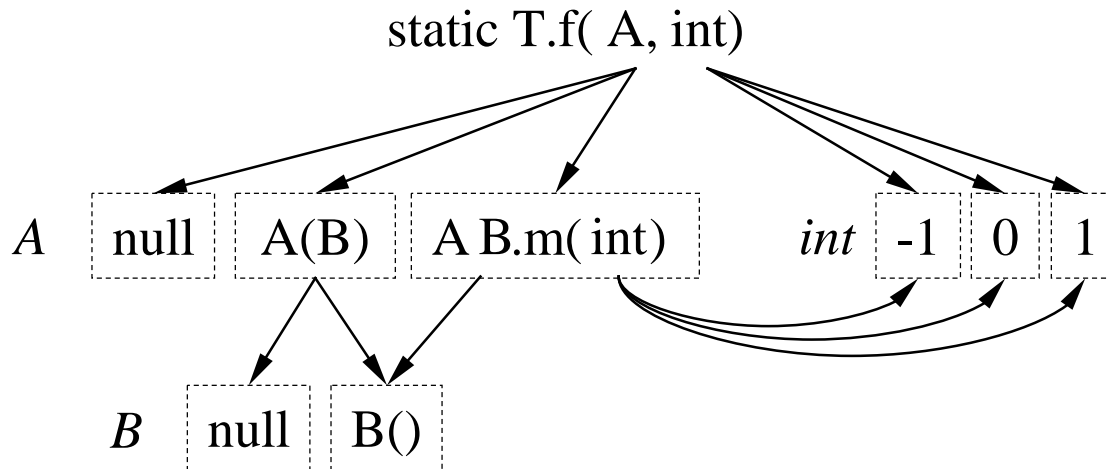 static T.f( A, int)
A null A(B) A B.m( int) int -1 0 1
B null B()